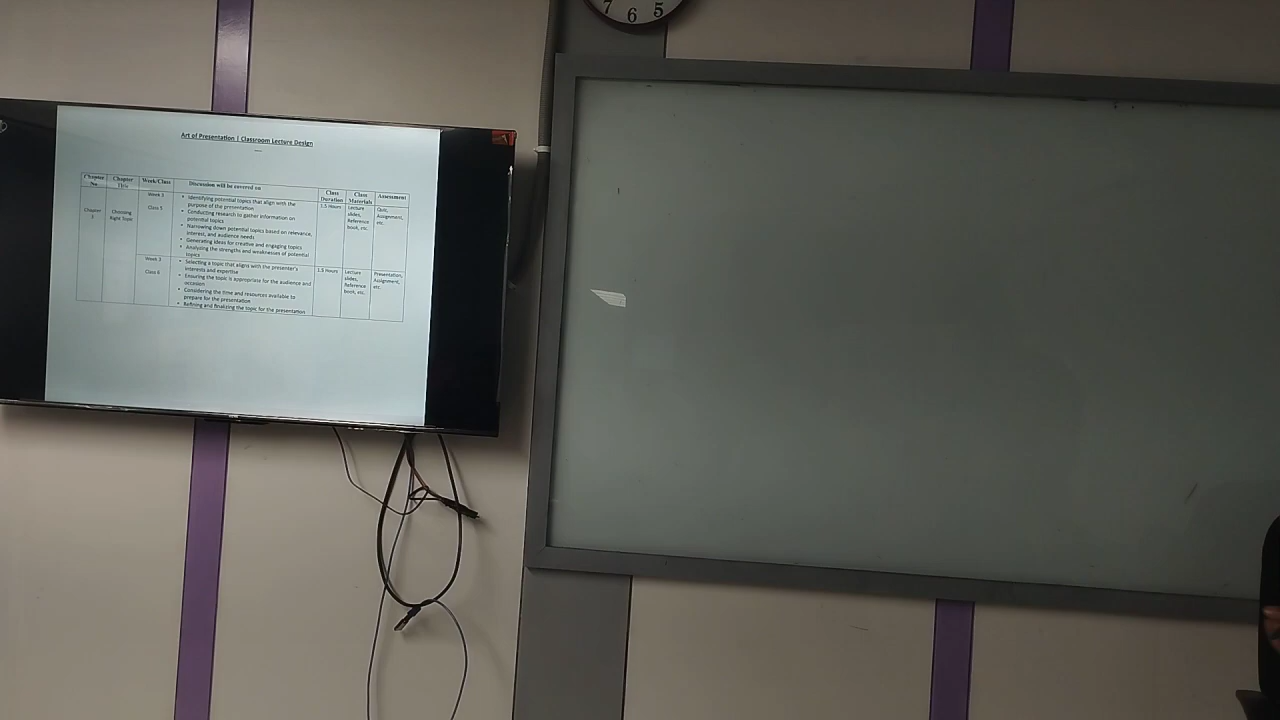 7 6 5
Art of Presentation | Classroom Lecture Design
Chapter No.
Chapter Title
Week/Class
Discussion will be covered on
Class Duration
Class Materials
Assessment
Chapter
3
Choosing
Right Topic
Week 3
Class 5
• Identifying potential topics that align with the
purpose of the presentation
• Conducting research to gather information on
potential topics
• Narrowing down potential topics based on relevance,
interest, and audience needs
• Generating ideas for creative and engaging topics
• Analyzing the strengths and weaknesses of potential
topics
1.5 Hours
Lecture
slides,
Reference
book, etc.
Quiz,
Assignment,
etc.
Week 3
Class 6
• Selecting a topic that aligns with the presenter's
interests and expertise
• Ensuring the topic is appropriate for the audience and
occasion
• Considering the time and resources available to
prepare for the presentation
• Refining and finalizing the topic for the presentation
1.5 Hours
Lecture
slides,
Reference
book, etc.
Presentation,
Assignment,
etc.